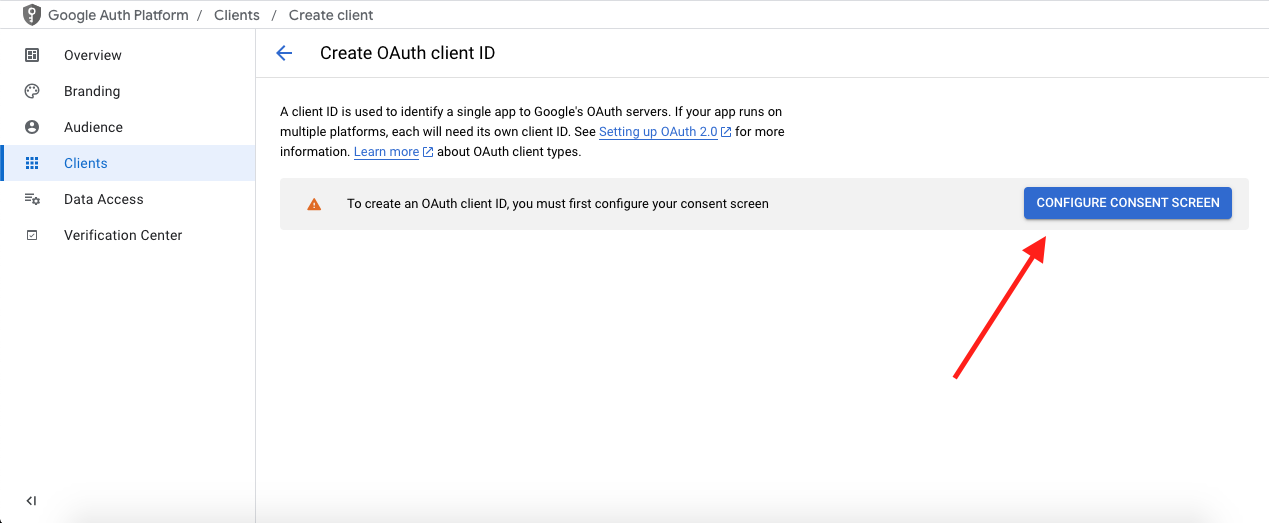 Google Auth Platform / Clients / Create client
Overview
Branding
Audience
Clients
Data Access
Verification Center
Create OAuth client ID
A client ID is used to identify a single app to Google's OAuth servers. If your app runs on
multiple platforms, each will need its own client ID. See Setting up OAuth 2.0 for more
information. Learn more about OAuth client types.
To create an OAuth client ID, you must first configure your consent screen
CONFIGURE CONSENT SCREEN